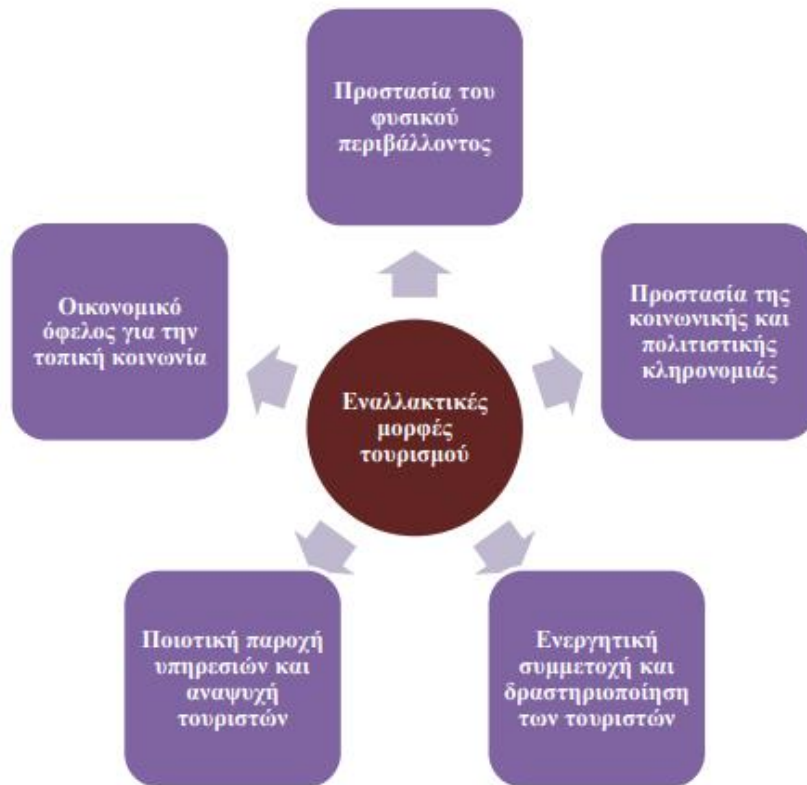 Προστασία του
φυσικού
περιβάλλοντος
Οικονομικό
όφελος για την
τοπική κοινωνία
Προστασία της
κοινωνικής και
πολιτιστικής
κληρονομιάς
Εναλλακτικές
μορφές
τουρισμού
Ποιοτική παροχή
υπηρεσιών και
αναψυχή
τουριστών
Ενεργητική
συμμετοχή και
δραστηριοποίηση
των τουριστών